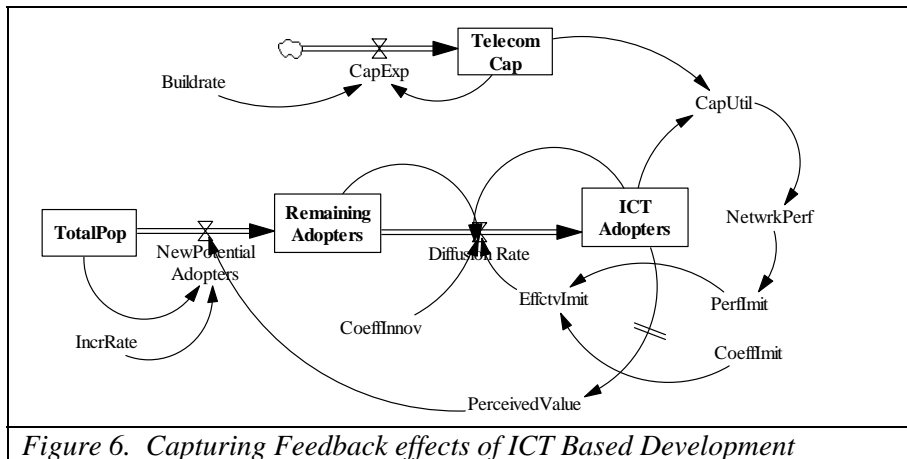 Telecom
Cap
CapExp
Buildrate
CapUtil
Remaining
Adopters
ICT
Adopters
TotalPop
NetwrkPerf
NewPotential
Adopters
Diffusion Rate
EffctvImit
PerfImit
CoeffInnov
IncrRate
CoeffImit
PerceivedValue
Figure 6. Capturing Feedback effects of ICT Based Development